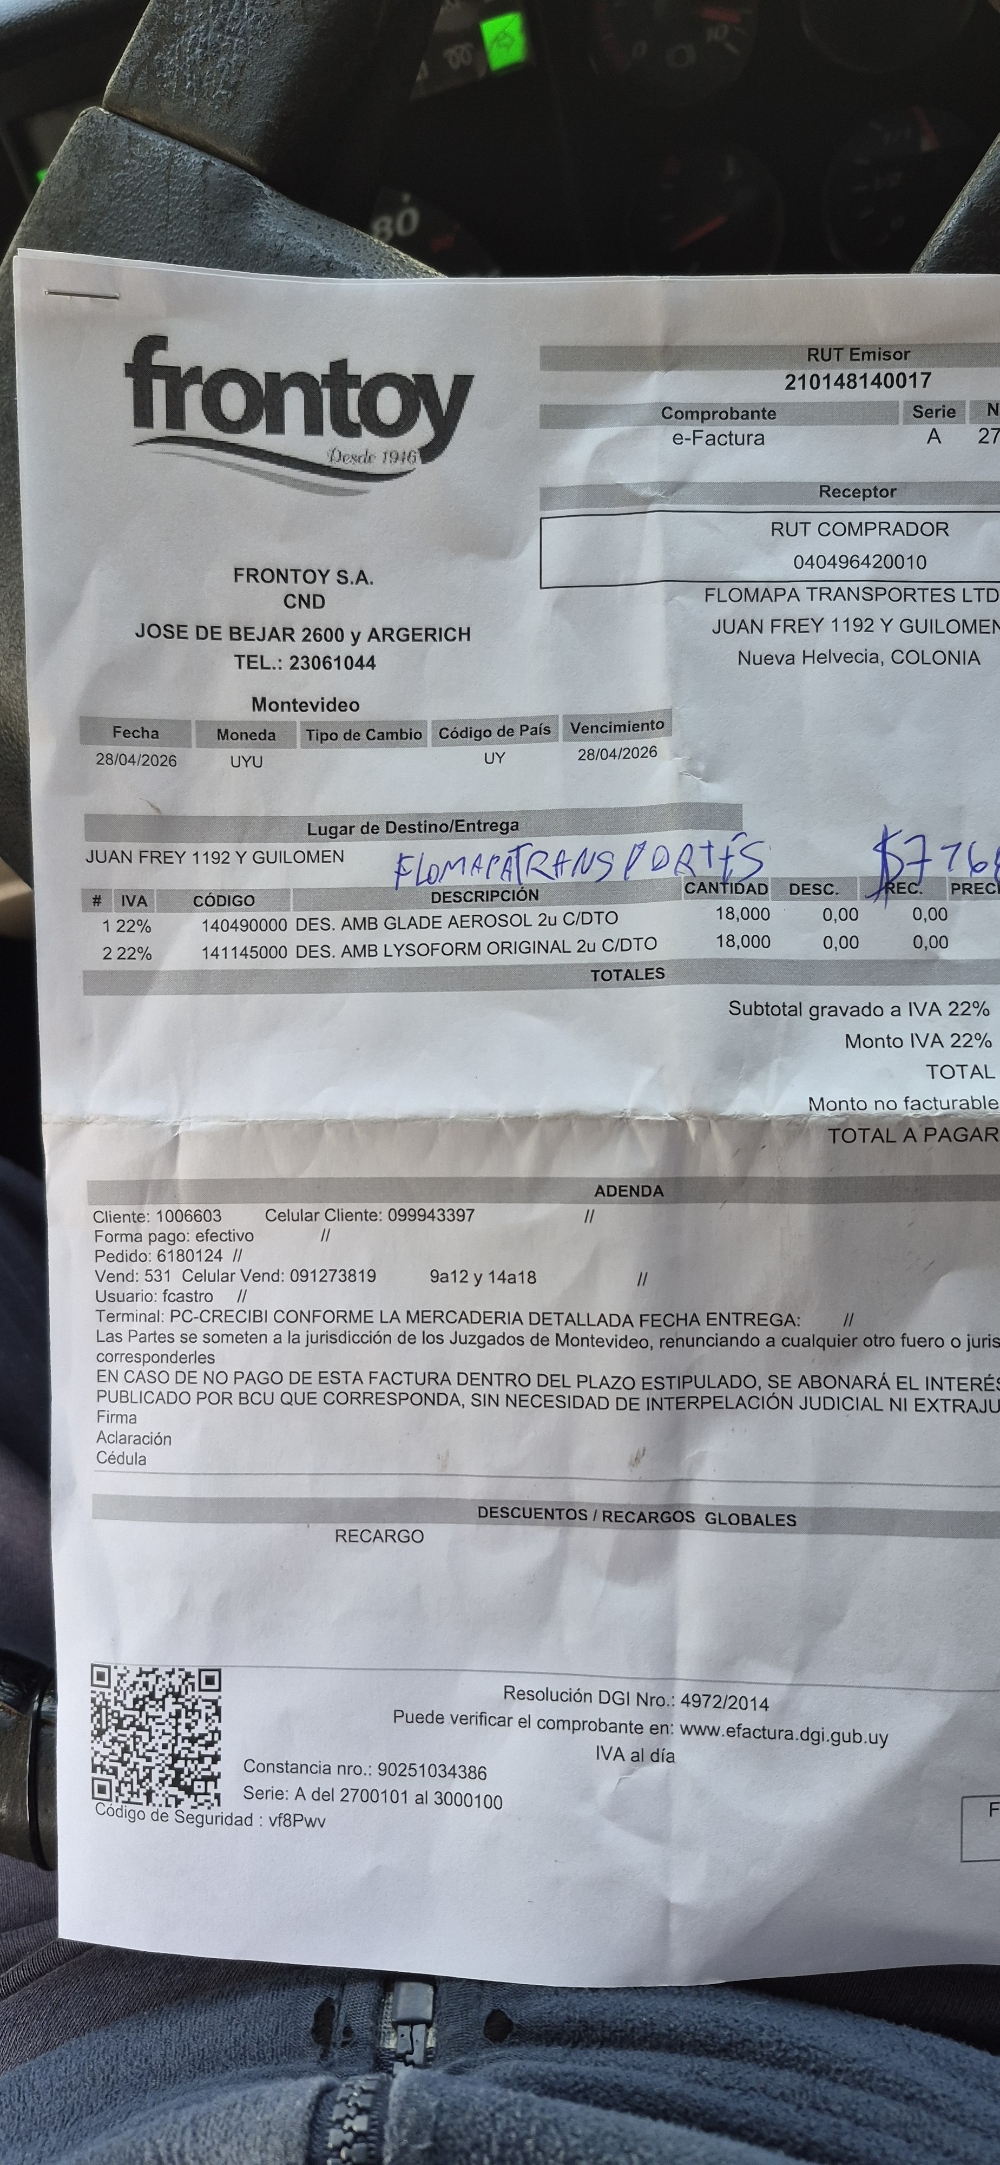 frontoy
Desde 1946
RUT Emisor
210148140017
Comprobante Serie N
e-Factura A 27
Receptor
RUT COMPRADOR
040496420010
FLOMAPA TRANSPORTES LTD
JUAN FREY 1192 Y GUILOMEN
Nueva Helvecia, COLONIA
FRONTOY S.A.
CND
JOSE DE BEJAR 2600 y ARGERICH
TEL.: 23061044
Montevideo
Fecha Moneda Tipo de Cambio Código de País Vencimiento
28/04/2026 UYU UY 28/04/2026
Lugar de Destino/Entrega
JUAN FREY 1192 Y GUILOMEN
FLOMAPA TRANSPORTES $7768
# IVA CÓDIGO DESCRIPCIÓN CANTIDAD DESC. REC. PRECI
1 22% 140490000 DES. AMB GLADE AEROSOL 2u C/DTO 18,000 0,00 0,00
2 22% 141145000 DES. AMB LYSOFORM ORIGINAL 2u C/DTO 18,000 0,00 0,00
TOTALES
Subtotal gravado a IVA 22%
Monto IVA 22%
TOTAL
Monto no facturable
TOTAL A PAGAR
ADENDA
Cliente: 1006603 Celular Cliente: 099943397 //
Forma pago: efectivo //
Pedido: 6180124 //
Vend: 531 Celular Vend: 091273819 9a12 y 14a18 //
Usuario: fcastro //
Terminal: PC-CRECIBI CONFORME LA MERCADERIA DETALLADA FECHA ENTREGA: //
Las Partes se someten a la jurisdicción de los Juzgados de Montevideo, renunciando a cualquier otro fuero o juris
corresponderles
EN CASO DE NO PAGO DE ESTA FACTURA DENTRO DEL PLAZO ESTIPULADO, SE ABONARÁ EL INTERÉS
PUBLICADO POR BCU QUE CORRESPONDA, SIN NECESIDAD DE INTERPELACIÓN JUDICIAL NI EXTRAJU
Firma
Aclaración
Cédula
DESCUENTOS / RECARGOS GLOBALES
RECARGO
Resolución DGI Nro.: 4972/2014
Puede verificar el comprobante en: www.efactura.dgi.gub.uy
IVA al día
Constancia nro.: 90251034386
Serie: A del 2700101 al 3000100
Código de Seguridad : vf8Pwv
F
80